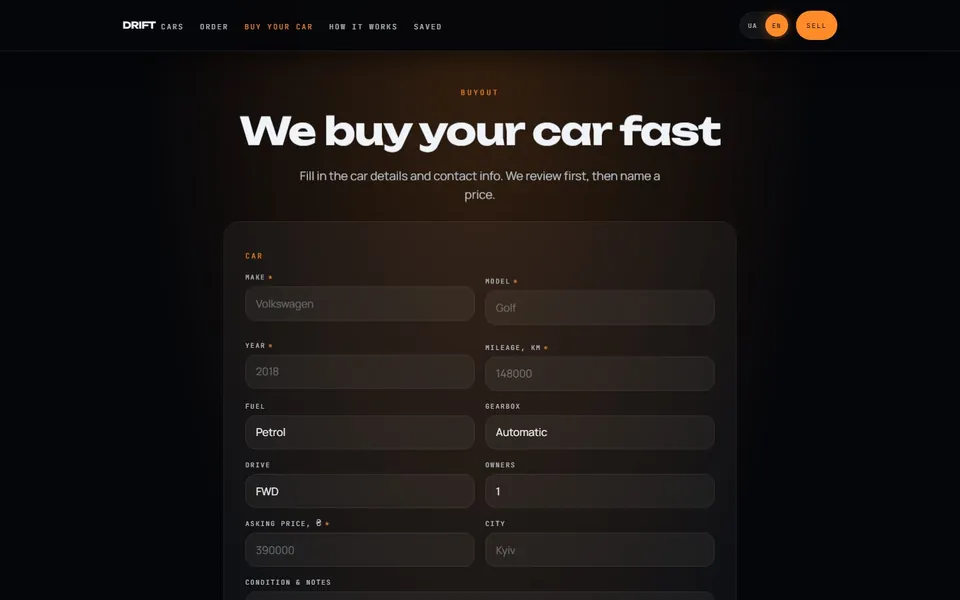 DRIFT CARS ORDER BUY YOUR CAR HOW IT WORKS SAVED UA EN SELL
BUYOUT
We buy your car fast
Fill in the car details and contact info. We review first, then name a
price.
CAR
MAKE *
MODEL *
Volkswagen
Golf
YEAR *
MILEAGE, KM *
2018
148000
FUEL
GEARBOX
Petrol
Automatic
DRIVE
OWNERS
FWD
1
ASKING PRICE, ₴ *
CITY
390000
Kyiv
CONDITION & NOTES